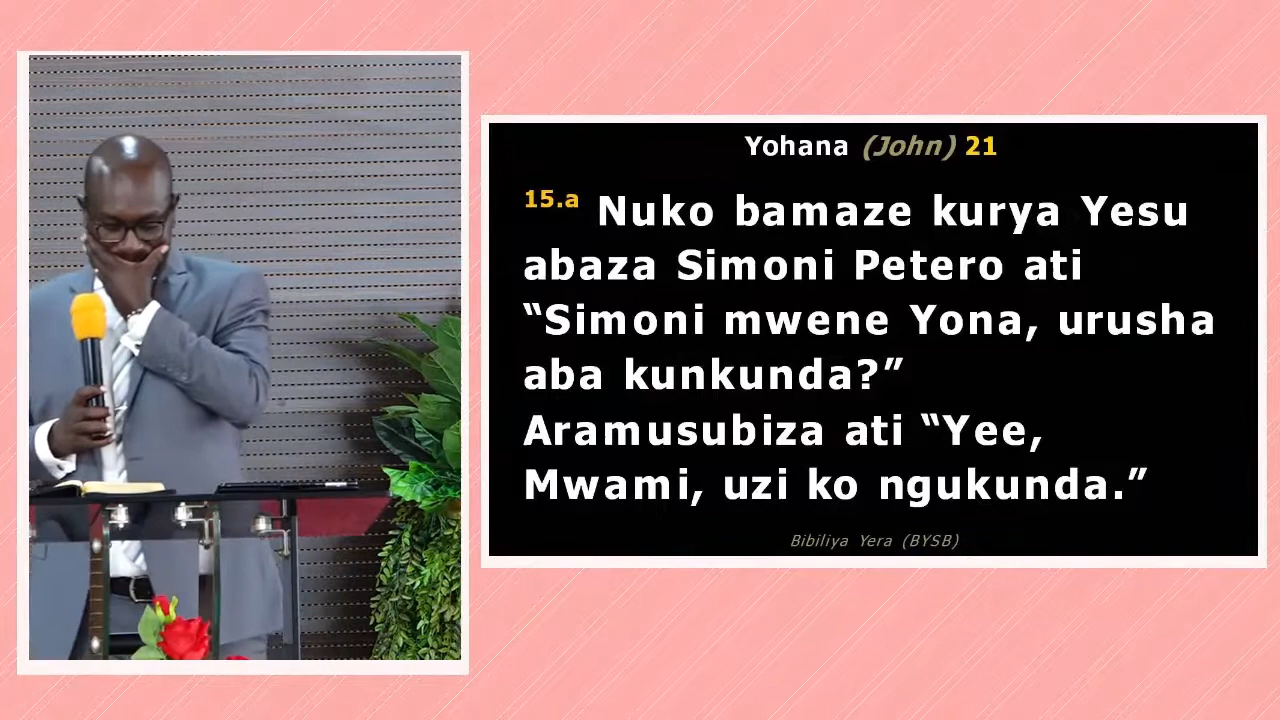 Yohana (John) 21
15.a Nuko bamaze kurya Yesu
abaza Simoni Petero ati
“Simoni mwene Yona, urusha
aba kunkunda?”
Aramusubiza ati “Yee,
Mwami, uzi ko ngukunda.”
Bibiliya Yera (BYSB)